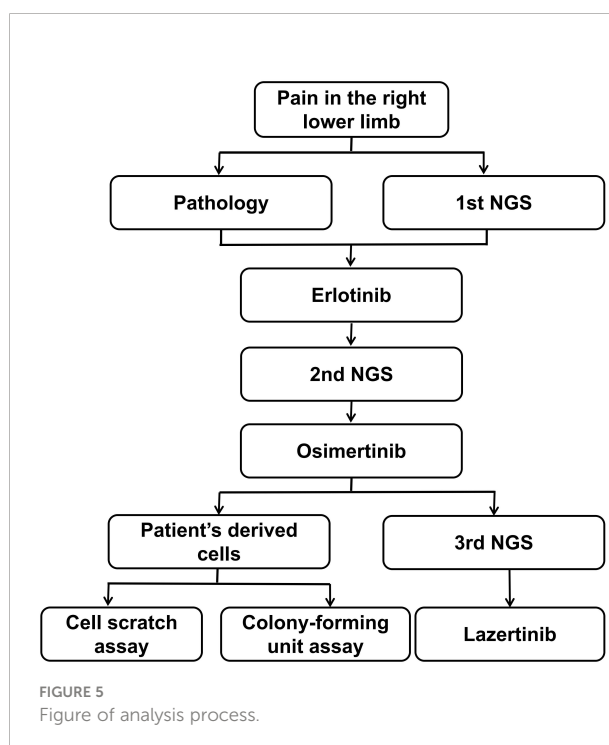 Pain in the right
lower limb
Pathology
1st NGS
Erlotinib
2nd NGS
Osimertinib
Patient's derived
cells
3rd NGS
Cell scratch
assay
Colony-forming
unit assay
Lazertinib
FIGURE 5
Figure of analysis process.